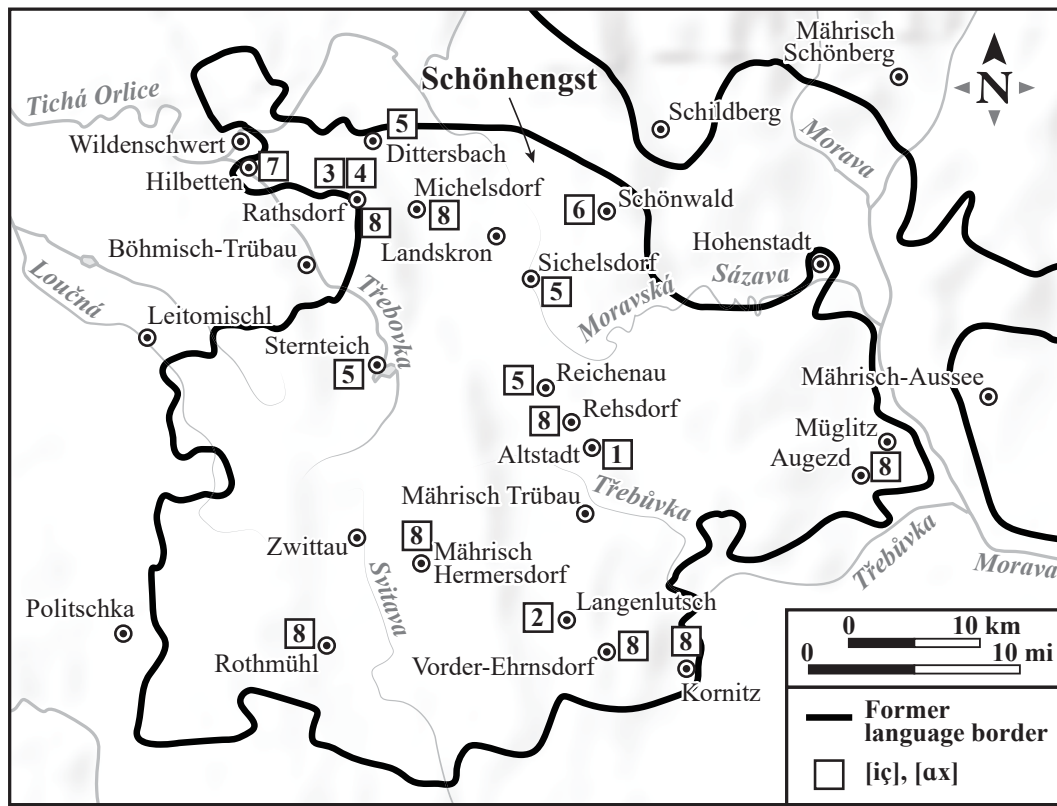 Mährisch
Schönberg
Schönhengst
N
Tichá Orlice
Schildberg
Morava
Wildenschwert
5
Dittersbach
Hilbetten
7
3
4
Michelsdorf
Rathsdorf
8
8
6
Schönwald
Landskron
Böhmisch-Trübau
Hohenstadt
Sichelsdorf
Sázava
Moravská
5
Loučná
Třebovka
Leitomischl
Sternteich
5
5
Reichenau
Mährisch-Aussee
8
Rehsdorf
Altstadt
1
Müglitz
Augezd
8
Mährisch Trübau
Třebůvka
Třebůvka
Zwittau
8
Mährisch
Hermersdorf
Morava
Svitava
Politschka
2
Langenlutsch
8
Rothmühl
Vorder-Ehrnsdorf
8
8
Kornitz
0 10 km
0 10 mi
Former
language border
[iç], [ɑx]